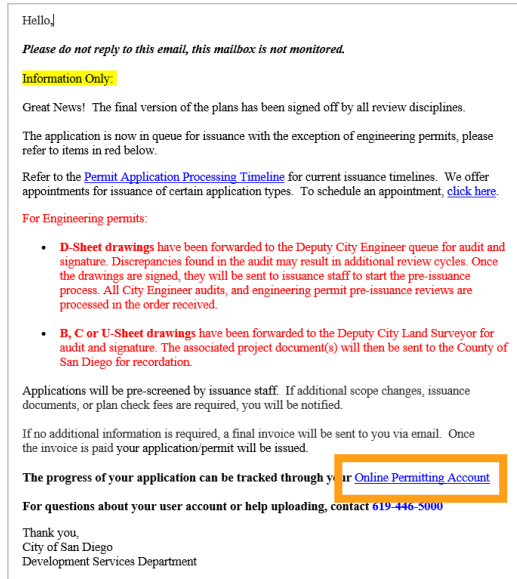 Hello,
Please do not reply to this email, this mailbox is not monitored.
Information Only:
Great News!  The final version of the plans has been signed off by all review disciplines.
The application is now in queue for issuance with the exception of engineering permits, please
refer to items in red below.
Refer to the Permit Application Processing Timeline for current issuance timelines.  We offer
appointments for issuance of certain application types.  To schedule an appointment, click here.
For Engineering permits:
• D-Sheet drawings have been forwarded to the Deputy City Engineer queue for audit and
signature. Discrepancies found in the audit may result in additional review cycles. Once
the drawings are signed, they will be sent to issuance staff to start the pre-issuance
process. All City Engineer audits, and engineering permit pre-issuance reviews are
processed in the order received.
• B, C or U-Sheet drawings have been forwarded to the Deputy City Land Surveyor for
audit and signature. The associated project document(s) will then be sent to the County of
San Diego for recordation.
Applications will be pre-screened by issuance staff.  If additional scope changes, issuance
documents, or plan check fees are required, you will be notified.
If no additional information is required, a final invoice will be sent to you via email.  Once
the invoice is paid your application/permit will be issued.
The progress of your application can be tracked through your Online Permitting Account
For questions about your user account or help uploading, contact 619-446-5000
Thank you,
City of San Diego
Development Services Department